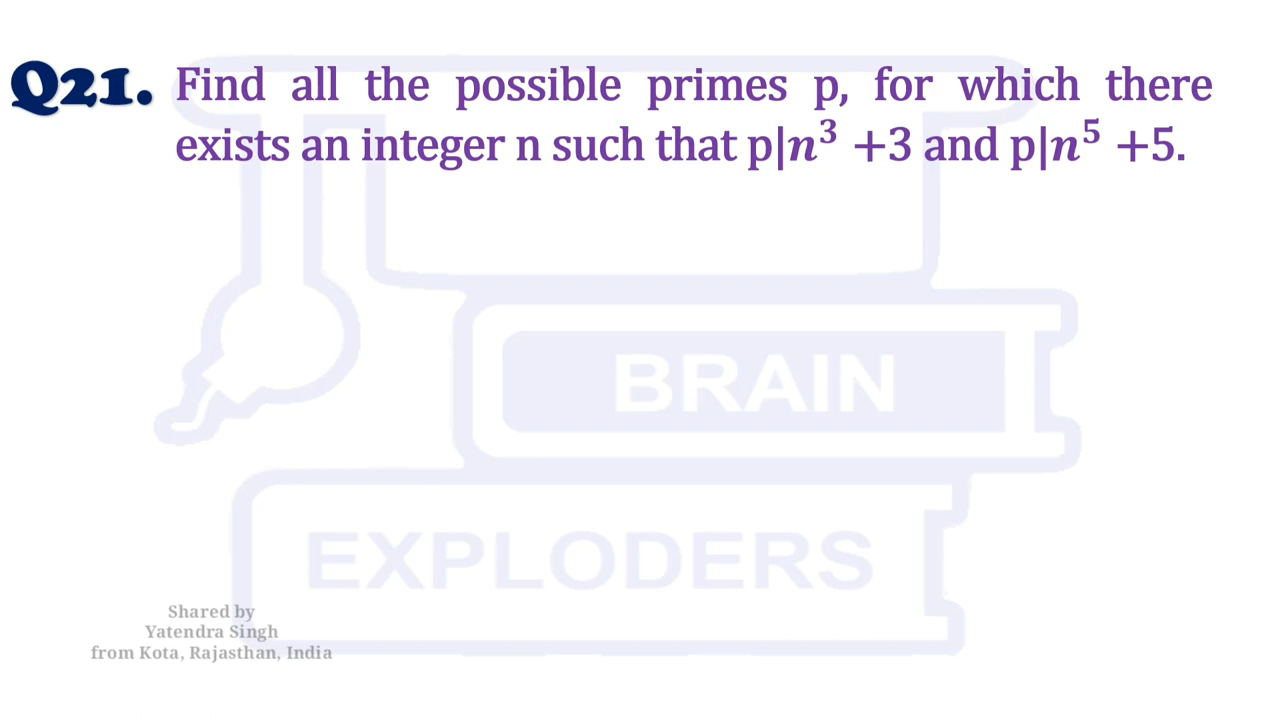 Q21. Find all the possible primes p, for which there
exists an integer n such that p|n³ +3 and p|n⁵ +5.
BRAIN
EXPLODERS
Shared by
Yatendra Singh
from Kota, Rajasthan, India